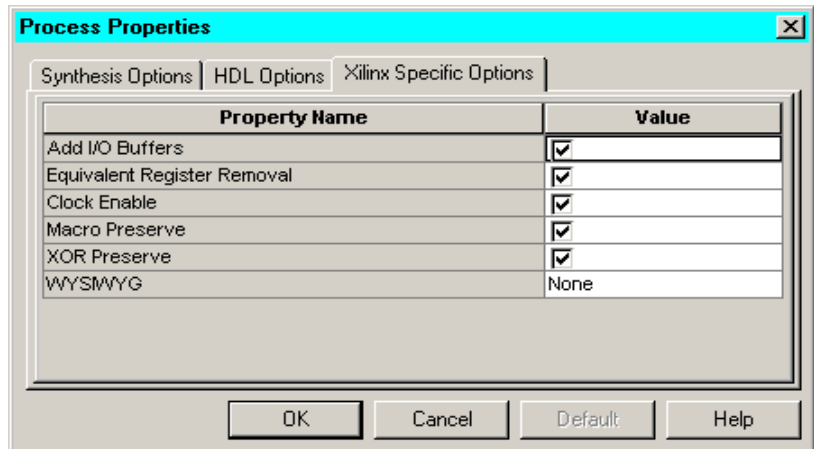 Process Properties
Synthesis Options HDL Options Xilinx Specific Options
Property Name Value
Add I/O Buffers
Equivalent Register Removal
Clock Enable
Macro Preserve
XOR Preserve
WYSIWYG None
OK Cancel Default Help